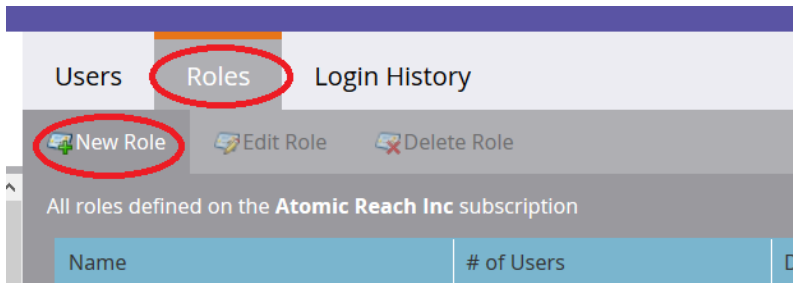 Users Roles Login History
New Role Edit Role Delete Role
All roles defined on the Atomic Reach Inc subscription
Name # of Users D